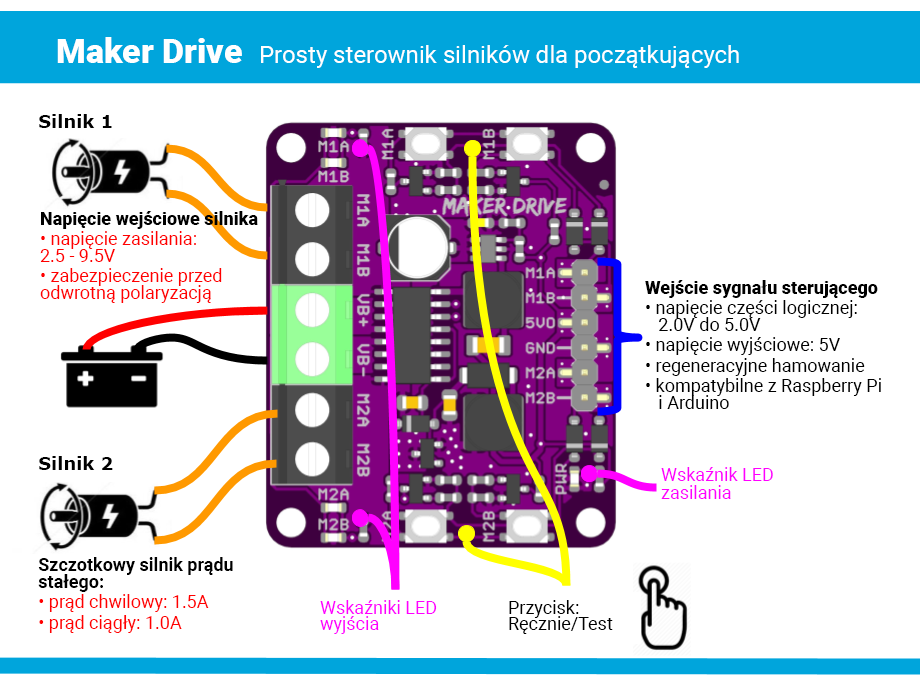 Maker Drive Prosty sterownik silników dla początkujących
Silnik 1
Napięcie wejściowe silnika
• napięcie zasilania:
2.5 - 9.5V
• zabezpieczenie przed
odwrotną polaryzacją
+ -
Silnik 2
Szczotkowy silnik prądu
stałego:
• prąd chwilowy: 1.5A
• prąd ciągły: 1.0A
M1A
M1B
M1A
M1B
MAKER DRIVE
M1A
M1B
VB+
VB-
M2A
M2B
M1A
M1B
5VO
GND
M2A
M2B
PWR
M2A
M2B
M2B
Wejście sygnału sterującego
• napięcie części logicznej:
2.0V do 5.0V
• napięcie wyjściowe: 5V
• regeneracyjne hamowanie
• kompatybilne z Raspberry Pi
i Arduino
Wskaźnik LED
zasilania
Wskaźniki LED
wyjścia
Przycisk:
Ręcznie/Test